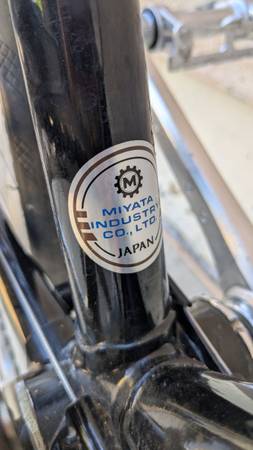 M
MIYATA
INDUSTRY
CO., LTD.
JAPAN